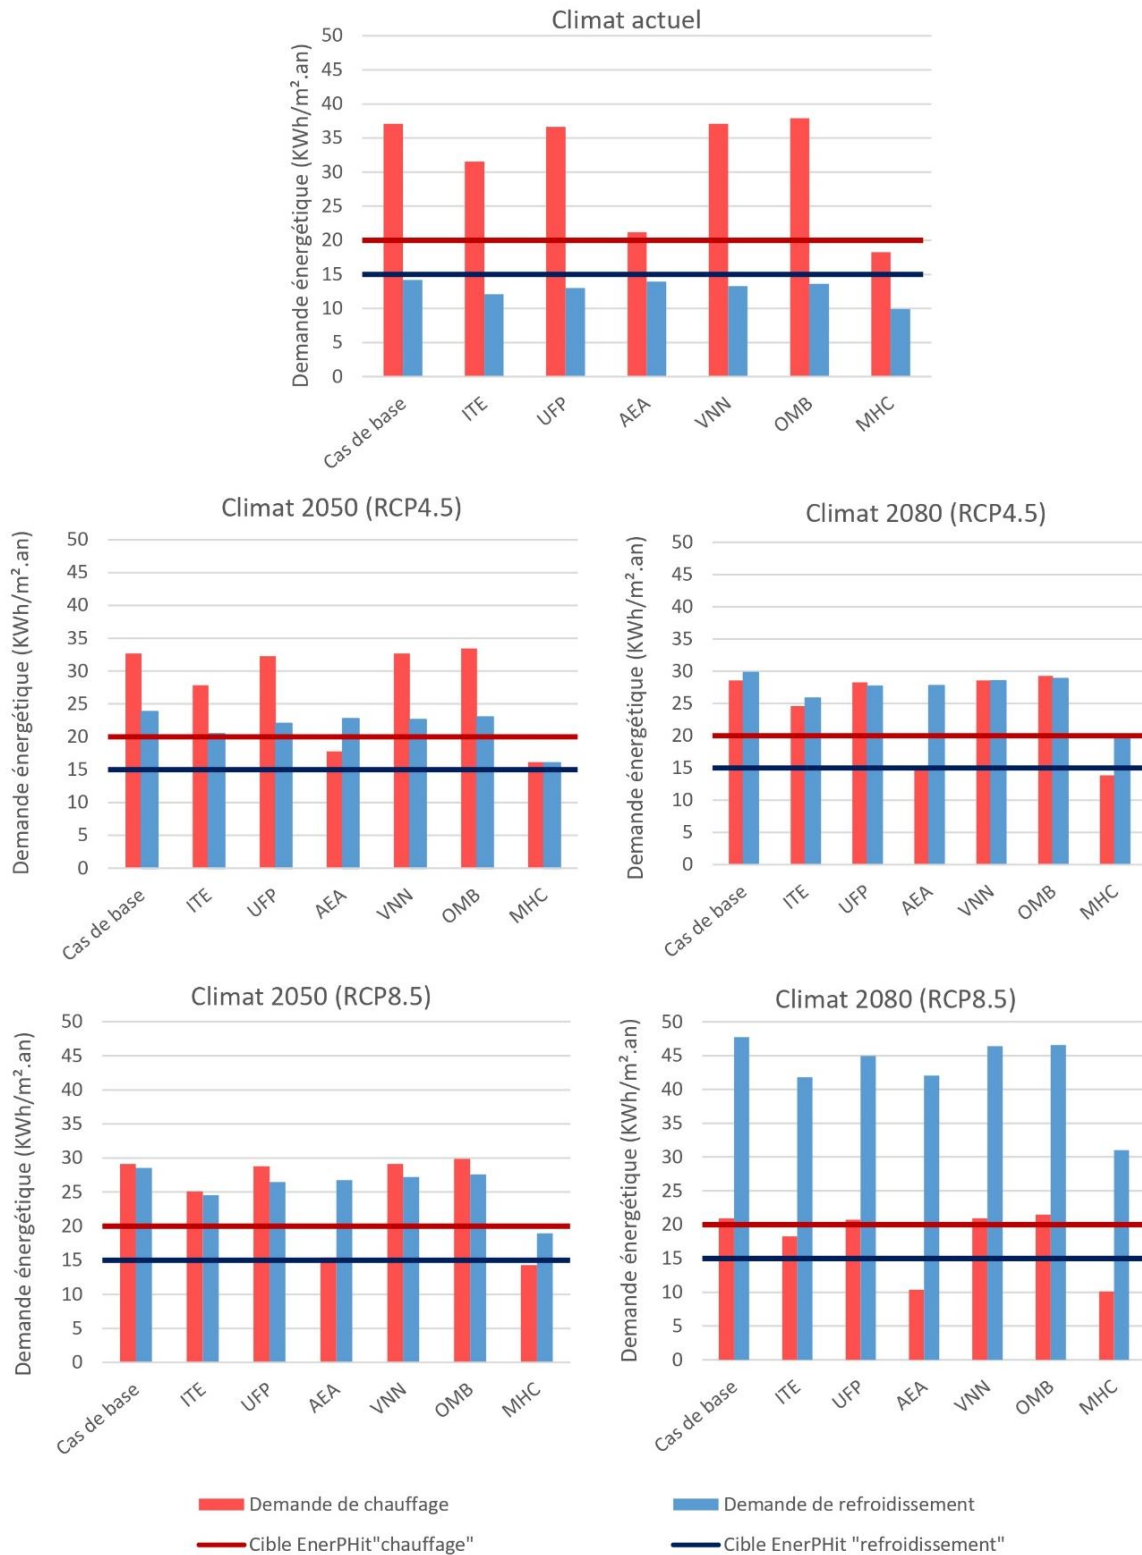 Climat actuel
Demande énergétique (KWh/m².an)
50
45
40
35
30
25
20
15
10
5
0
Cas de base
ITE
UFP
AEA
VNN
OMB
MHC
Climat 2050 (RCP4.5)
Demande énergétique (KWh/m².an)
50
45
40
35
30
25
20
15
10
5
0
Cas de base
ITE
UFP
AEA
VNN
OMB
MHC
Climat 2080 (RCP4.5)
Demande énergétique (KWh/m².an)
50
45
40
35
30
25
20
15
10
5
0
Cas de base
ITE
UFP
AEA
VNN
OMB
MHC
Climat 2050 (RCP8.5)
Demande énergétique (KWh/m².an)
50
45
40
35
30
25
20
15
10
5
0
Cas de base
ITE
UFP
AEA
VNN
OMB
MHC
Climat 2080 (RCP8.5)
Demande énergétique (KWh/m².an)
50
45
40
35
30
25
20
15
10
5
0
Cas de base
ITE
UFP
AEA
VNN
OMB
MHC
Demande de chauffage
Demande de refroidissement
Cible EnerPHit"chauffage"
Cible EnerPHit "refroidissement"